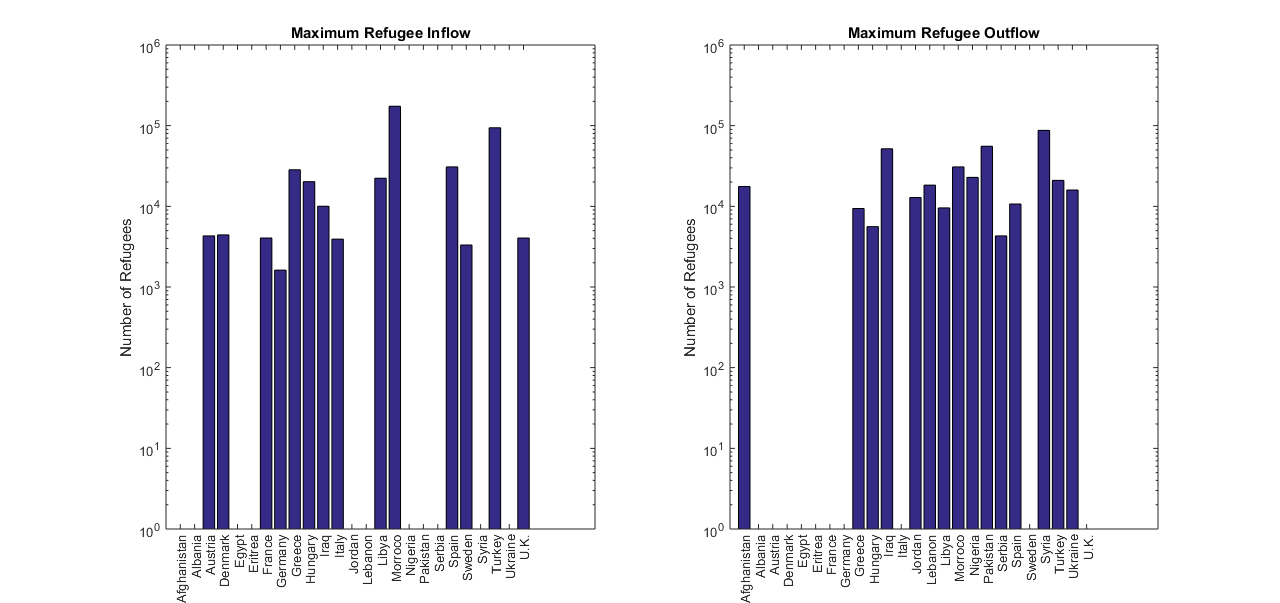 Maximum Refugee Inflow
10^6
10^5
10^4
10^3
10^2
10^1
10^0
Number of Refugees
Afghanistan
Albania
Austria
Denmark
Egypt
Eritrea
France
Germany
Greece
Hungary
Iraq
Italy
Jordan
Lebanon
Libya
Moroco
Nigeria
Pakistan
Serbia
Spain
Sweden
Syria
Turkey
Ukraine
U.K.
Maximum Refugee Outflow
10^6
10^5
10^4
10^3
10^2
10^1
10^0
Number of Refugees
Afghanistan
Albania
Austria
Denmark
Egypt
Eritrea
France
Germany
Greece
Hungary
Iraq
Italy
Jordan
Lebanon
Libya
Moroco
Nigeria
Pakistan
Serbia
Spain
Sweden
Syria
Turkey
Ukraine
U.K.